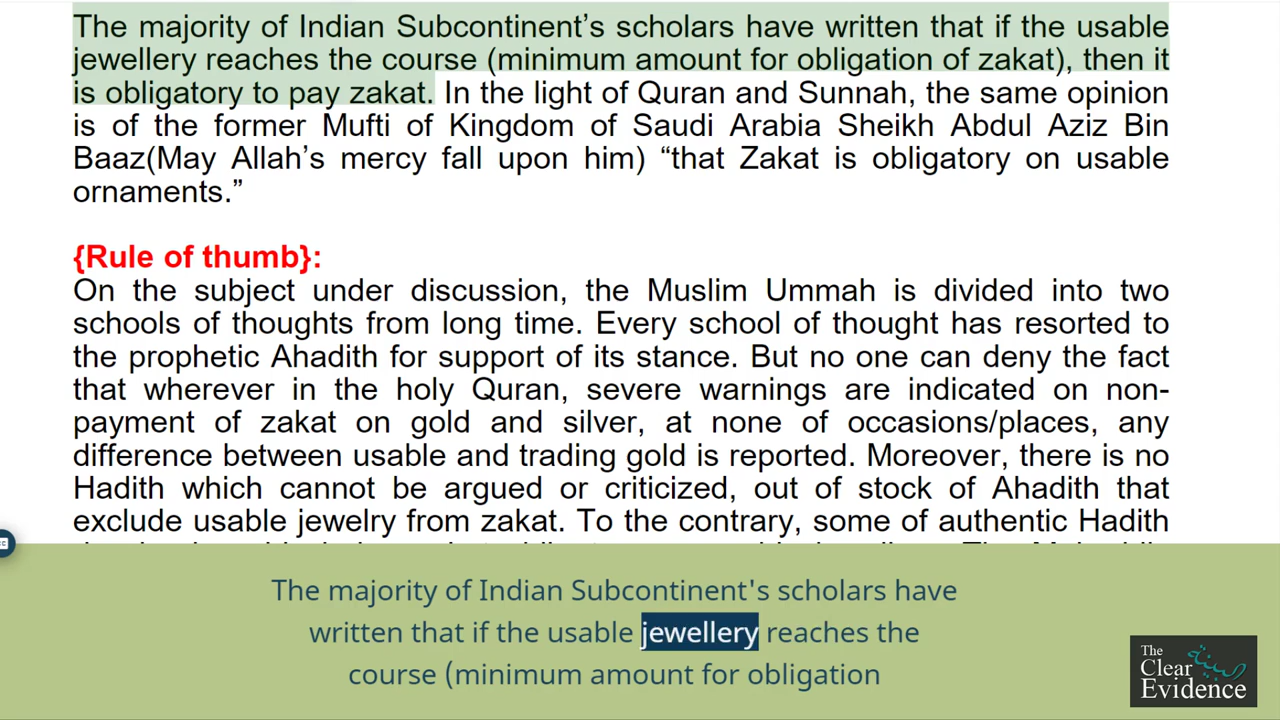 The majority of Indian Subcontinent’s scholars have written that if the usable
jewellery reaches the course (minimum amount for obligation of zakat), then it
is obligatory to pay zakat. In the light of Quran and Sunnah, the same opinion
is of the former Mufti of Kingdom of Saudi Arabia Sheikh Abdul Aziz Bin
Baaz(May Allah’s mercy fall upon him) “that Zakat is obligatory on usable
ornaments.”
{Rule of thumb}:
On the subject under discussion, the Muslim Ummah is divided into two
schools of thoughts from long time. Every school of thought has resorted to
the prophetic Ahadith for support of its stance. But no one can deny the fact
that wherever in the holy Quran, severe warnings are indicated on non-
payment of zakat on gold and silver, at none of occasions/places, any
difference between usable and trading gold is reported. Moreover, there is no
Hadith which cannot be argued or criticized, out of stock of Ahadith that
exclude usable jewelry from zakat. To the contrary, some of authentic Hadith
The majority of Indian Subcontinent's scholars have
written that if the usable jewellery reaches the
course (minimum amount for obligation
The
Clear
Evidence